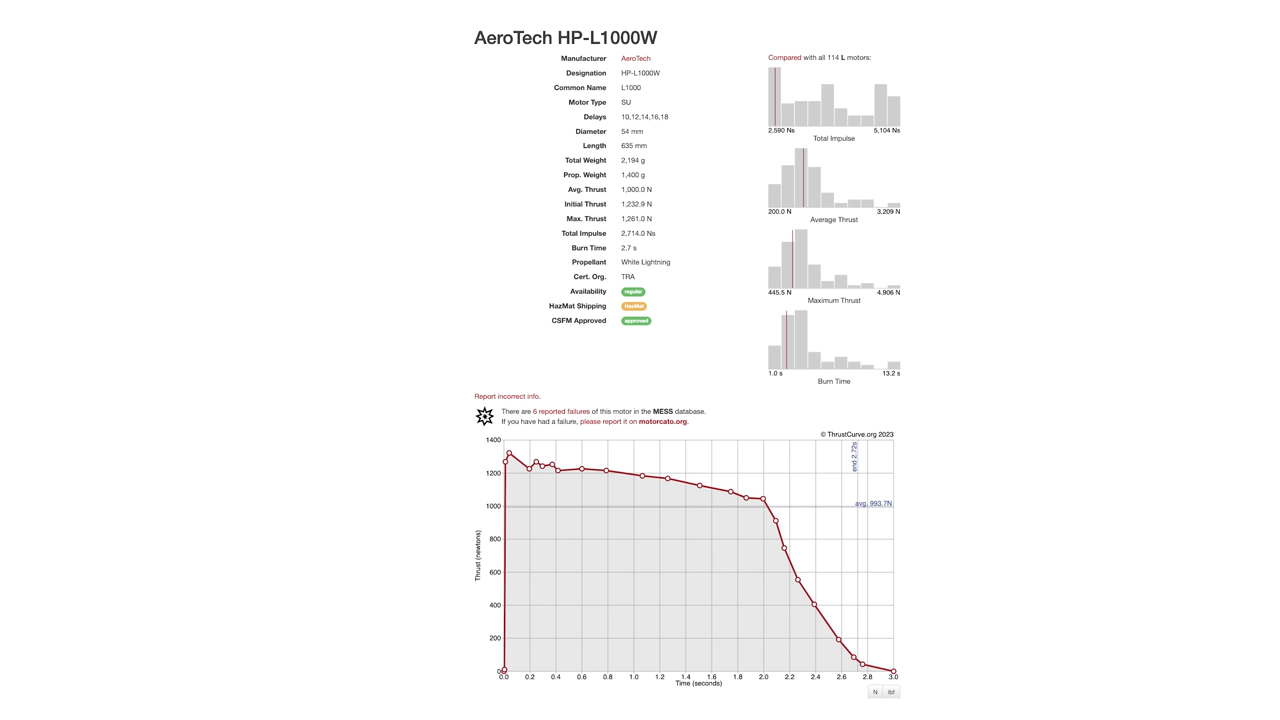 AeroTech HP-L1000W
Manufacturer AeroTech
Designation HP-L1000W
Common Name L1000
Motor Type SU
Delays 10,12,14,16,18
Diameter 54 mm
Length 635 mm
Total Weight 2,194 g
Prop. Weight 1,400 g
Avg. Thrust 1,000.0 N
Initial Thrust 1,232.9 N
Max. Thrust 1,261.0 N
Total Impulse 2,714.0 Ns
Burn Time 2.7 s
Propellant White Lightning
Cert. Org. TRA
Availability regular
HazMat Shipping HazMat
CSFM Approved approved
Compared with all 114 L motors:
2,590 Ns 5,104 Ns
Total Impulse
200.0 N 3,209 N
Average Thrust
445.5 N 4,906 N
Maximum Thrust
1.0 s 13.2 s
Burn Time
Report incorrect info.
There are 6 reported failures of this motor in the MESS database.
If you have had a failure, please report it on motorcato.org.
© ThrustCurve.org 2023
1400
1200
1000
800
600
400
200
0
Thrust (newtons)
end 2.72s
avg. 993.7N
0.0 0.2 0.4 0.6 0.8 1.0 1.2 1.4 1.6 1.8 2.0 2.2 2.4 2.6 2.8 3.0
Time (seconds)
N lbf